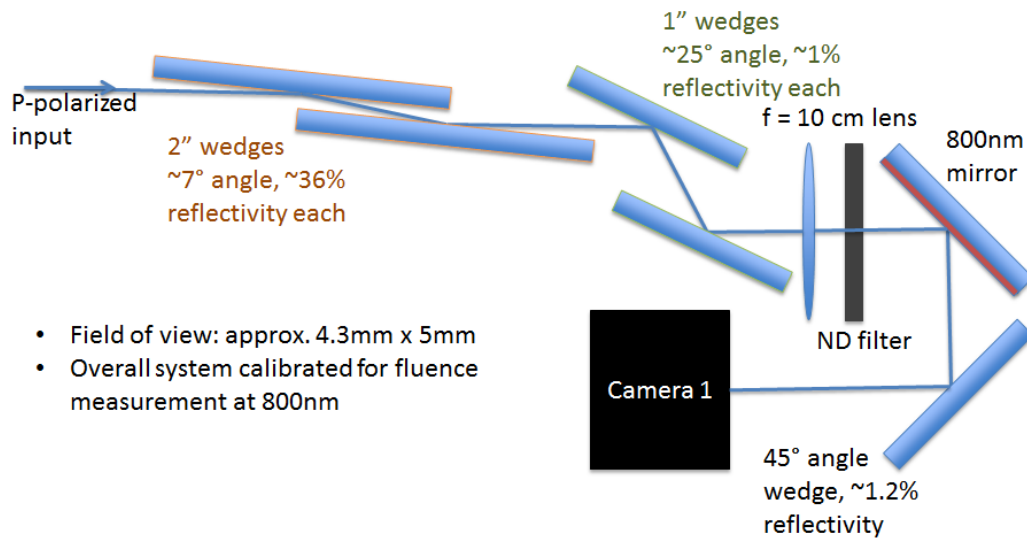 P-polarized
input
2” wedges
~7° angle, ~36%
reflectivity each
1” wedges
~25° angle, ~1%
reflectivity each
f = 10 cm lens
800nm
mirror
ND filter
• Field of view: approx. 4.3mm x 5mm
• Overall system calibrated for fluence
measurement at 800nm
Camera 1
45° angle
wedge, ~1.2%
reflectivity